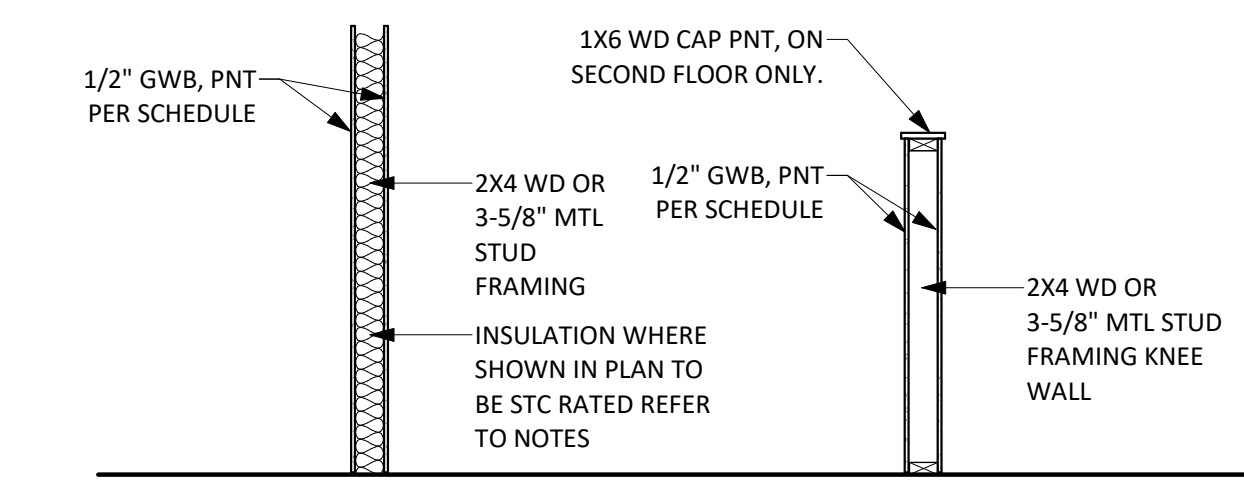 1/2" GWB, PNT
PER SCHEDULE
2X4 WD OR
3-5/8" MTL
STUD
FRAMING
INSULATION WHERE
SHOWN IN PLAN TO
BE STC RATED REFER
TO NOTES
1X6 WD CAP PNT, ON
SECOND FLOOR ONLY.
1/2" GWB, PNT
PER SCHEDULE
2X4 WD OR
3-5/8" MTL STUD
FRAMING KNEE
WALL